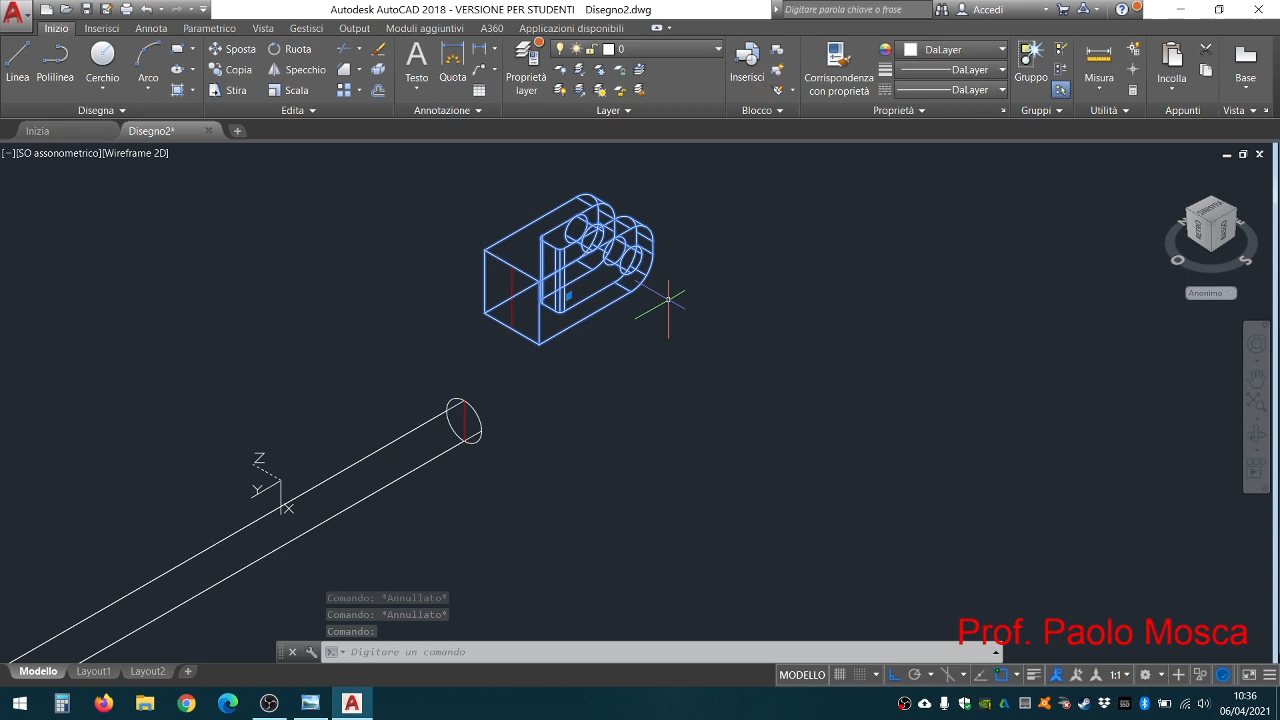 Autodesk AutoCAD 2018 - VERSIONE PER STUDENTI Disegno2.dwg
Digitare parola chiave o frase
Accedi
Inizio Inserisci Annota Parametrico Vista Gestisci Output Moduli aggiuntivi A360 Applicazioni disponibili
Linea Polilinea Cerchio Arco
Sposta Ruota
Copia Specchio
Stira Scala
Testo Quota
Proprietà layer
0
Inserisci
Corrispondenza con proprietà
DaLayer
DaLayer
DaLayer
Gruppo
Misura
Incolla
Base
Disegna Edita Annotazione Layer Blocco Proprietà Gruppi Utilità Appunti Vista
Inizia Disegno2*
[−][SO assonometrico][Wireframe 2D]
O S
Anonimo
Z
Y
X
Comando: *Annullato*
Comando: *Annullato*
Comando:
Digitare un comando
Prof. Paolo Mosca
Modello Layout1 Layout2 +
MODELLO
1:1
10:36
06/04/2021